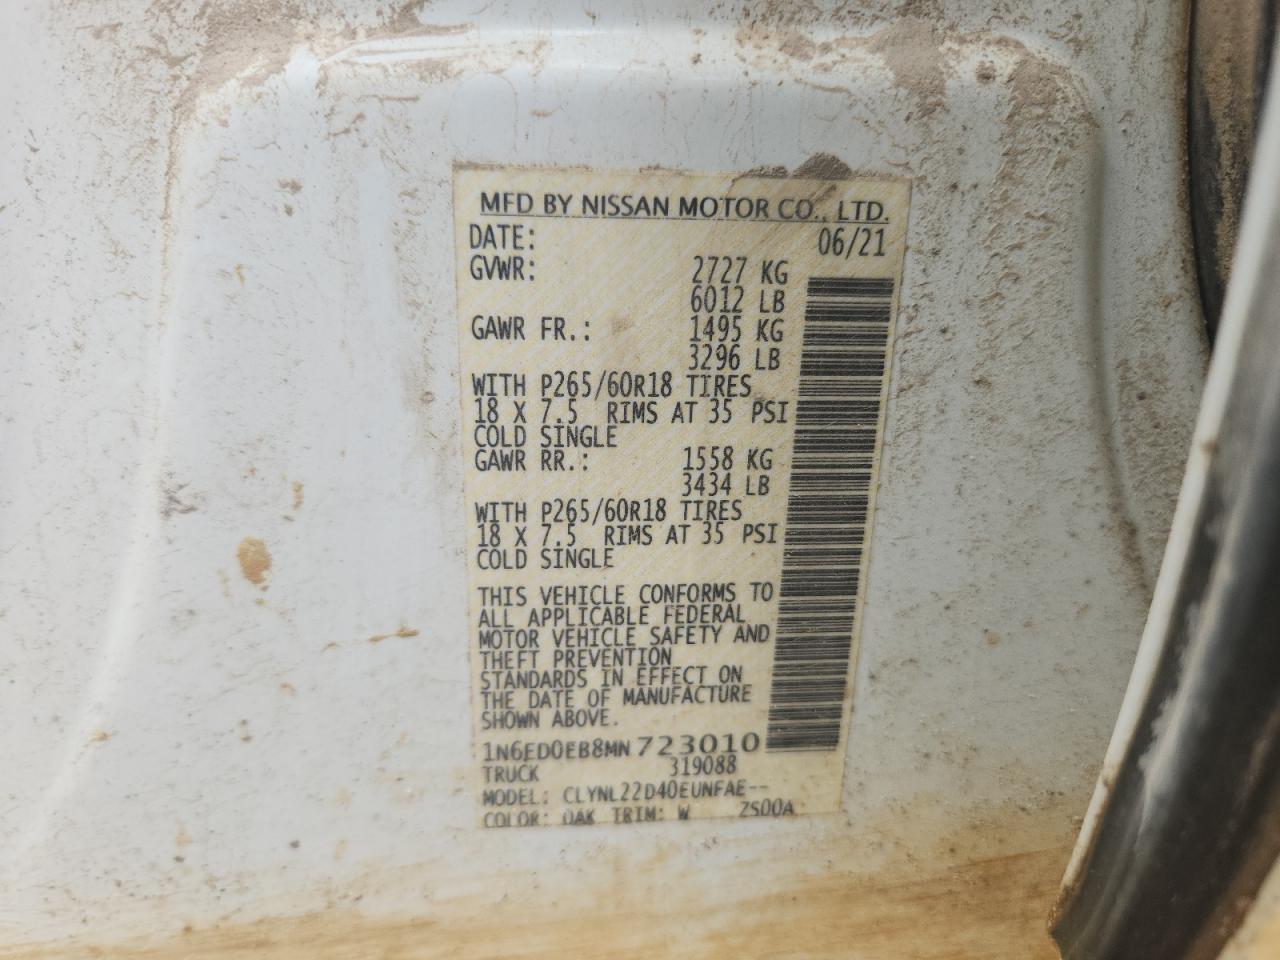 MFD BY NISSAN MOTOR CO., LTD.
DATE: 06/21
GVWR: 2727 KG
6012 LB
GAWR FR.: 1495 KG
3296 LB
WITH P265/60R18 TIRES
18 X 7.5 RIMS AT 35 PSI
COLD SINGLE
GAWR RR.: 1558 KG
3434 LB
WITH P265/60R18 TIRES
18 X 7.5 RIMS AT 35 PSI
COLD SINGLE
THIS VEHICLE CONFORMS TO
ALL APPLICABLE FEDERAL
MOTOR VEHICLE SAFETY AND
THEFT PREVENTION
STANDARDS IN EFFECT ON
THE DATE OF MANUFACTURE
SHOWN ABOVE.
1N6ED0EB8MN723010
TRUCK 319088
MODEL: CLYNL22D40EUNFAE--
COLOR: QAK TRIM: W ZS00A